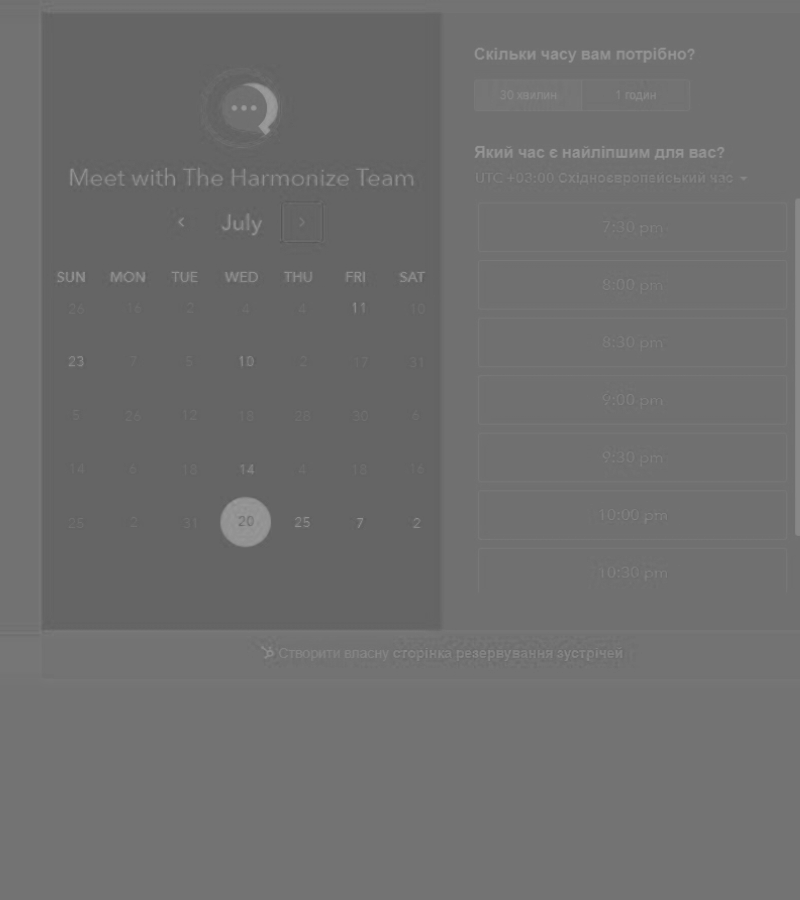 Meet with The Harmonize Team
July
SUN MON TUE WED THU FRI SAT
26 16 2 4 4 11 10
23 7 5 10 2 17 31
5 26 12 18 28 30 6
14 6 18 14 4 18 16
25 2 31 20 25 7 2
Скільки часу вам потрібно?
30 хвилин 1 годин
Який час є найліпшим для вас?
UTC +03:00 Східноєвропейський час
7:30 pm
8:00 pm
8:30 pm
9:00 pm
9:30 pm
10:00 pm
10:30 pm
Створити власну сторінка резервування зустрічей